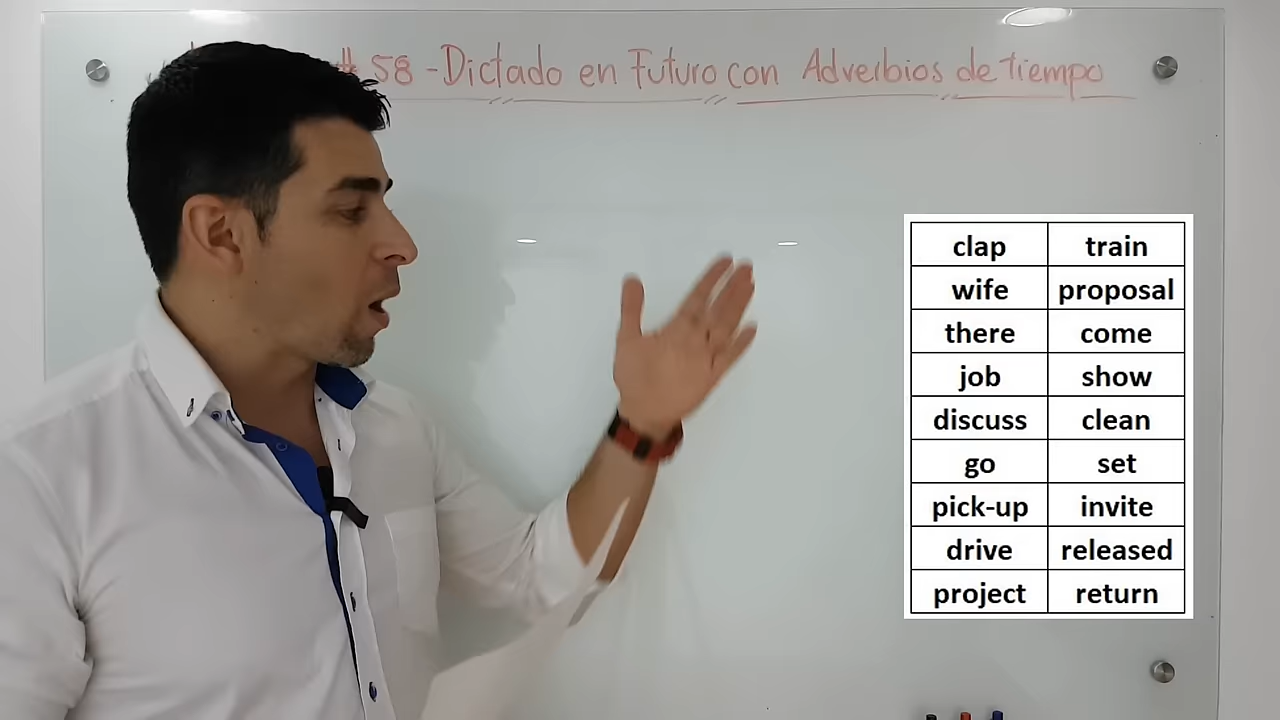 # 58 - Dictado en Futuro con Adverbios de tiempo
clap train
wife proposal
there come
job show
discuss clean
go set
pick-up invite
drive released
project return